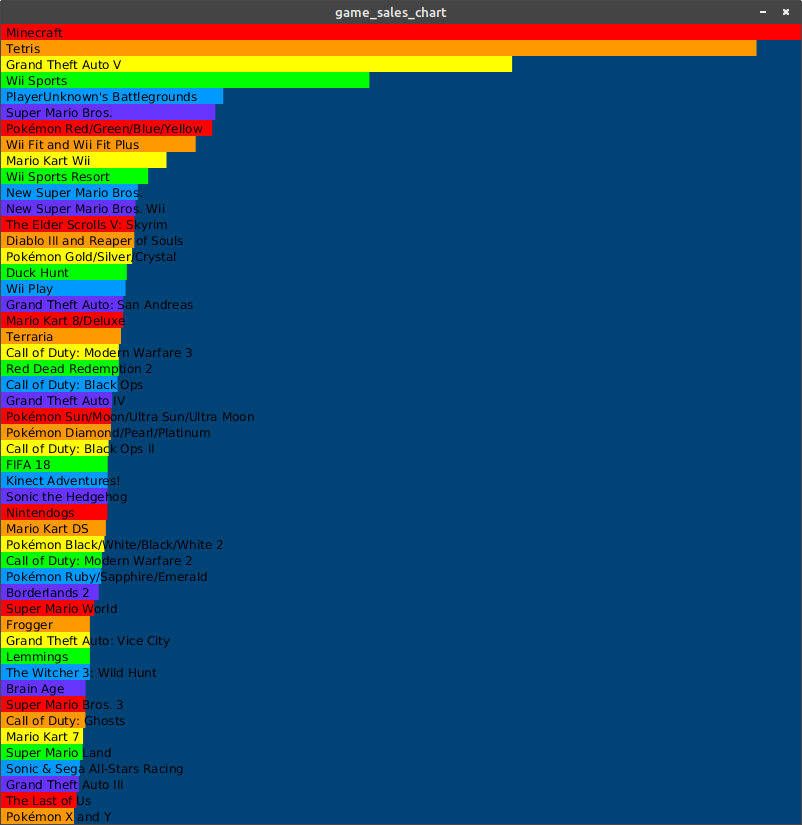 game_sales_chart
Minecraft
Tetris
Grand Theft Auto V
Wii Sports
PlayerUnknown's Battlegrounds
Super Mario Bros.
Pokémon Red/Green/Blue/Yellow
Wii Fit and Wii Fit Plus
Mario Kart Wii
Wii Sports Resort
New Super Mario Bros.
New Super Mario Bros. Wii
The Elder Scrolls V: Skyrim
Diablo III and Reaper of Souls
Pokémon Gold/Silver/Crystal
Duck Hunt
Wii Play
Grand Theft Auto: San Andreas
Mario Kart 8/Deluxe
Terraria
Call of Duty: Modern Warfare 3
Red Dead Redemption 2
Call of Duty: Black Ops
Grand Theft Auto IV
Pokémon Sun/Moon/Ultra Sun/Ultra Moon
Pokémon Diamond/Pearl/Platinum
Call of Duty: Black Ops II
FIFA 18
Kinect Adventures!
Sonic the Hedgehog
Nintendogs
Mario Kart DS
Pokémon Black/White/Black/White 2
Call of Duty: Modern Warfare 2
Pokémon Ruby/Sapphire/Emerald
Borderlands 2
Super Mario World
Frogger
Grand Theft Auto: Vice City
Lemmings
The Witcher 3: Wild Hunt
Brain Age
Super Mario Bros. 3
Call of Duty: Ghosts
Mario Kart 7
Super Mario Land
Sonic & Sega All-Stars Racing
Grand Theft Auto III
The Last of Us
Pokémon X and Y